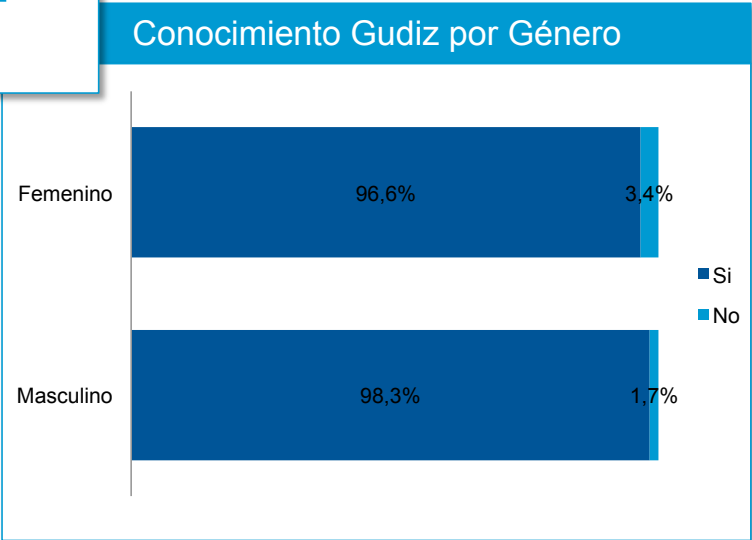 Conocimiento Gudiz por Género
Femenino
96,6%
3,4%
Si
No
Masculino
98,3%
1,7%